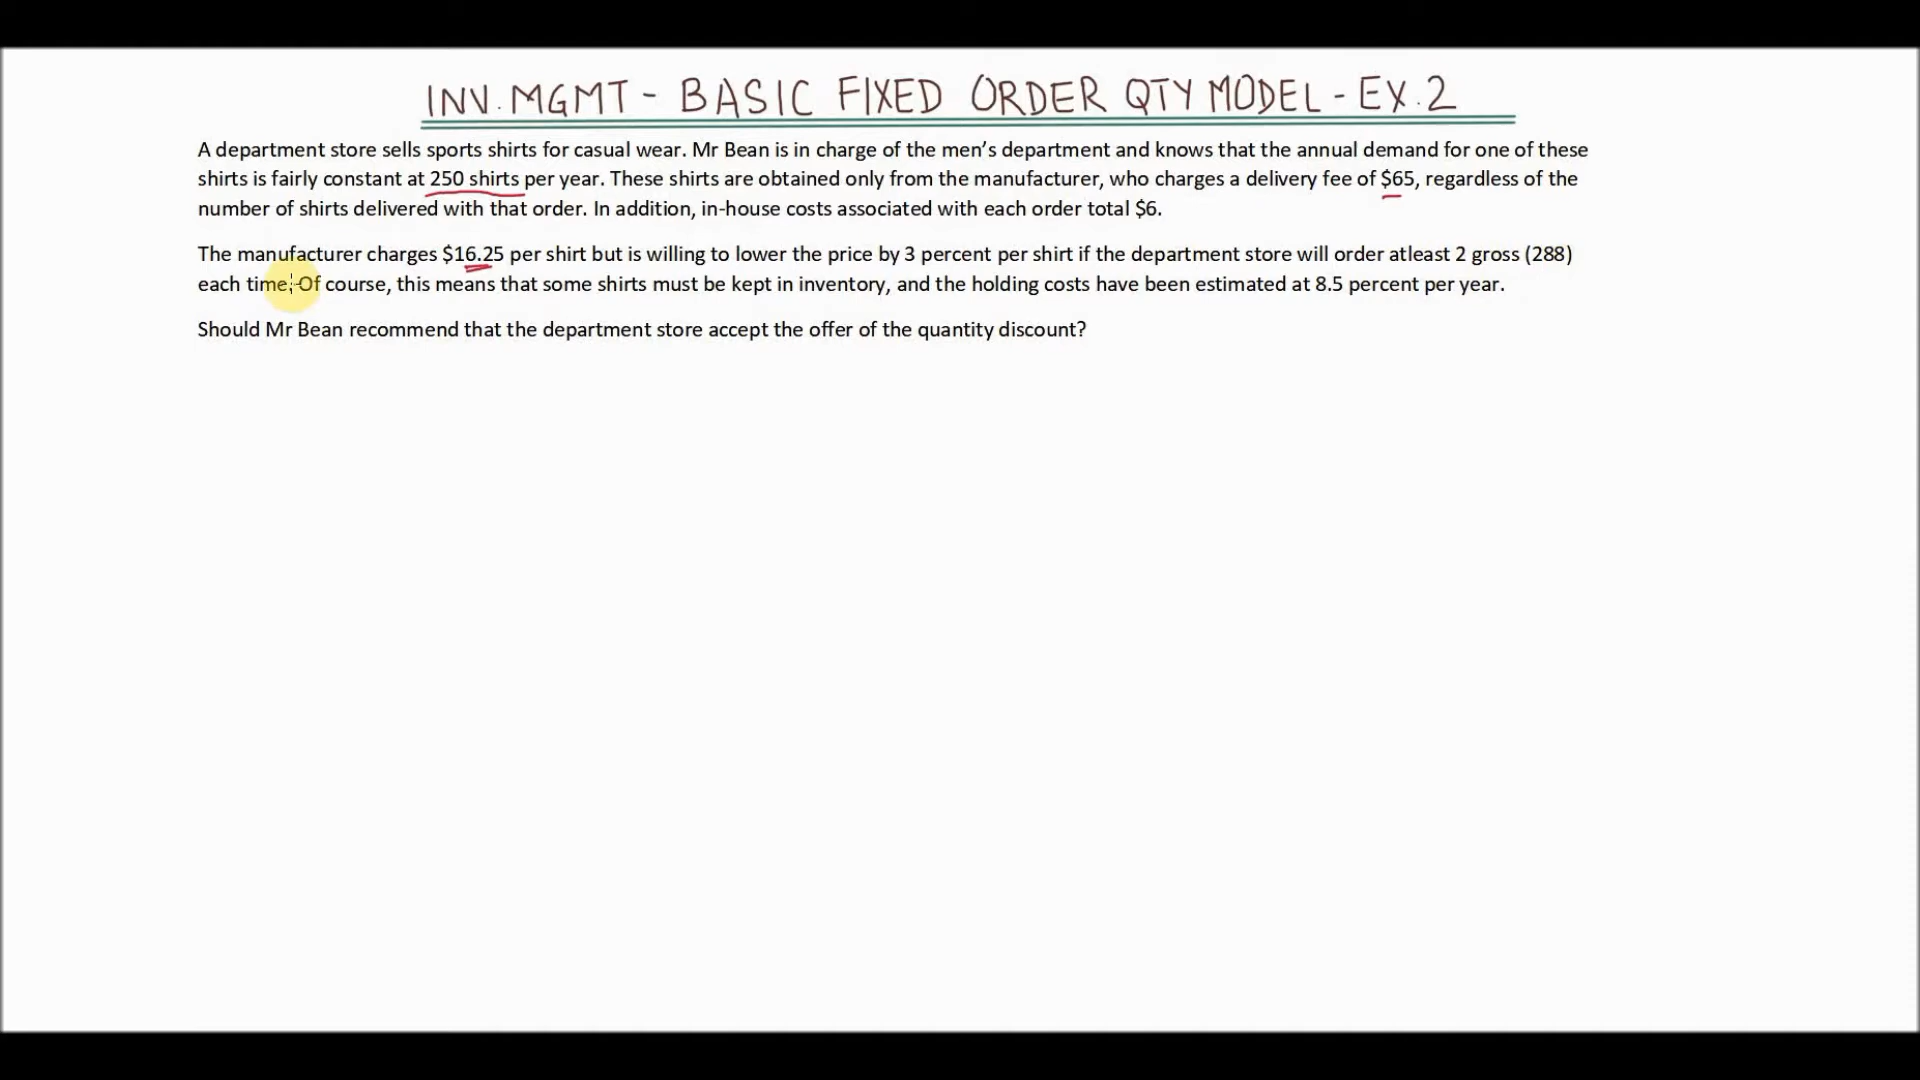 INV. MGMT - BASIC FIXED ORDER QTY MODEL - EX. 2
A department store sells sports shirts for casual wear. Mr Bean is in charge of the men’s department and knows that the annual demand for one of these
shirts is fairly constant at 250 shirts per year. These shirts are obtained only from the manufacturer, who charges a delivery fee of $65, regardless of the
number of shirts delivered with that order. In addition, in-house costs associated with each order total $6.
The manufacturer charges $16.25 per shirt but is willing to lower the price by 3 percent per shirt if the department store will order atleast 2 gross (288)
each time. Of course, this means that some shirts must be kept in inventory, and the holding costs have been estimated at 8.5 percent per year.
Should Mr Bean recommend that the department store accept the offer of the quantity discount?